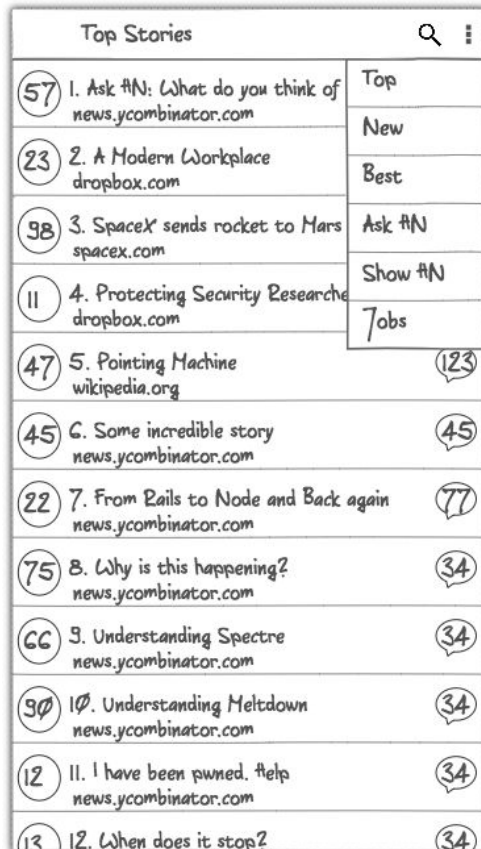 Top Stories
57 1. Ask HN: What do you think of
news.ycombinator.com
Top
New
Best
Ask HN
Show HN
Jobs
23 2. A Modern Workplace
dropbox.com
98 3. SpaceX sends rocket to Mars
spacex.com
11 4. Protecting Security
dropbox.com
47 5. Pointing Machine 123
wikipedia.org
45 6. Some incredible story 45
news.ycombinator.com
22 7. From Rails to Node and Back again 77
news.ycombinator.com
75 8. Why is this happening? 34
news.ycombinator.com
66 9. Understanding Spectre 34
news.ycombinator.com
90 10. Understanding Meltdown 34
news.ycombinator.com
12 11. I have been pwned. Help 34
news.ycombinator.com
13 12. When does it stop? 34